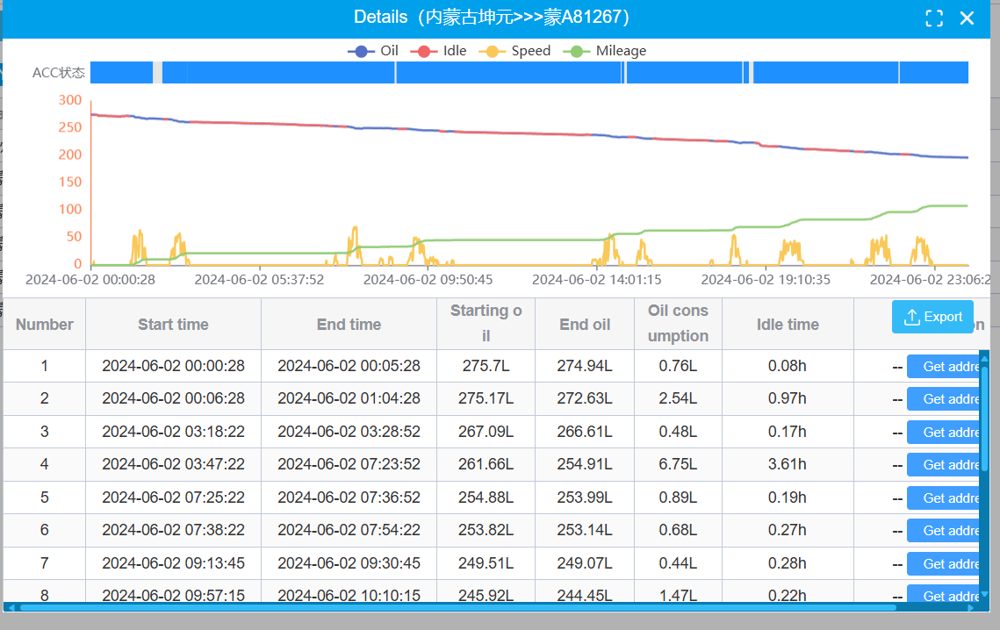 Details（内蒙古坤元>>>蒙A81267）
Oil Idle Speed Mileage
ACC状态
300
250
200
150
100
50
0
2024-06-02 00:00:28 2024-06-02 05:37:52 2024-06-02 09:50:45 2024-06-02 14:01:15 2024-06-02 19:10:35 2024-06-02 23:06:2
Export
Number Start time End time Starting o
il End oil Oil cons
umption Idle time
1 2024-06-02 00:00:28 2024-06-02 00:05:28 275.7L 274.94L 0.76L 0.08h -- Get addre
2 2024-06-02 00:06:28 2024-06-02 01:04:28 275.17L 272.63L 2.54L 0.97h -- Get addre
3 2024-06-02 03:18:22 2024-06-02 03:28:52 267.09L 266.61L 0.48L 0.17h -- Get addre
4 2024-06-02 03:47:22 2024-06-02 07:23:52 261.66L 254.91L 6.75L 3.61h -- Get addre
5 2024-06-02 07:25:22 2024-06-02 07:36:52 254.88L 253.99L 0.89L 0.19h -- Get addre
6 2024-06-02 07:38:22 2024-06-02 07:54:22 253.82L 253.14L 0.68L 0.27h -- Get addre
7 2024-06-02 09:13:45 2024-06-02 09:30:45 249.51L 249.07L 0.44L 0.28h -- Get addre
8 2024-06-02 09:57:15 2024-06-02 10:10:15 245.92L 244.45L 1.47L 0.22h -- Get addre